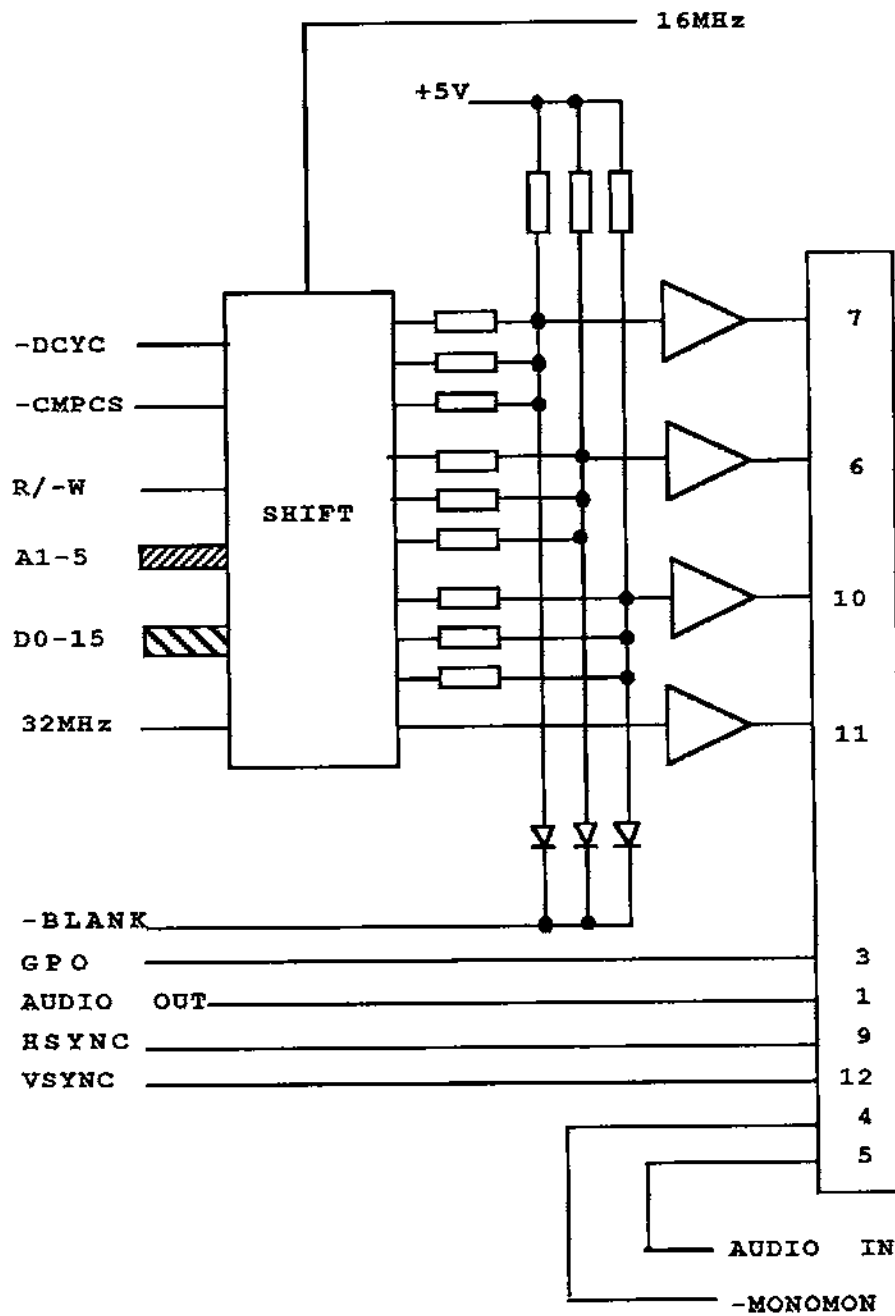 16MHz
+5V
7
-DCYC
-CMPCS
6
R/-W
SHIFT
A1-5
10
D0-15
32MHz
11
-BLANK
GPO
3
AUDIO OUT
1
HSYNC
9
VSYNC
12
4
5
AUDIO IN
-MONOMON